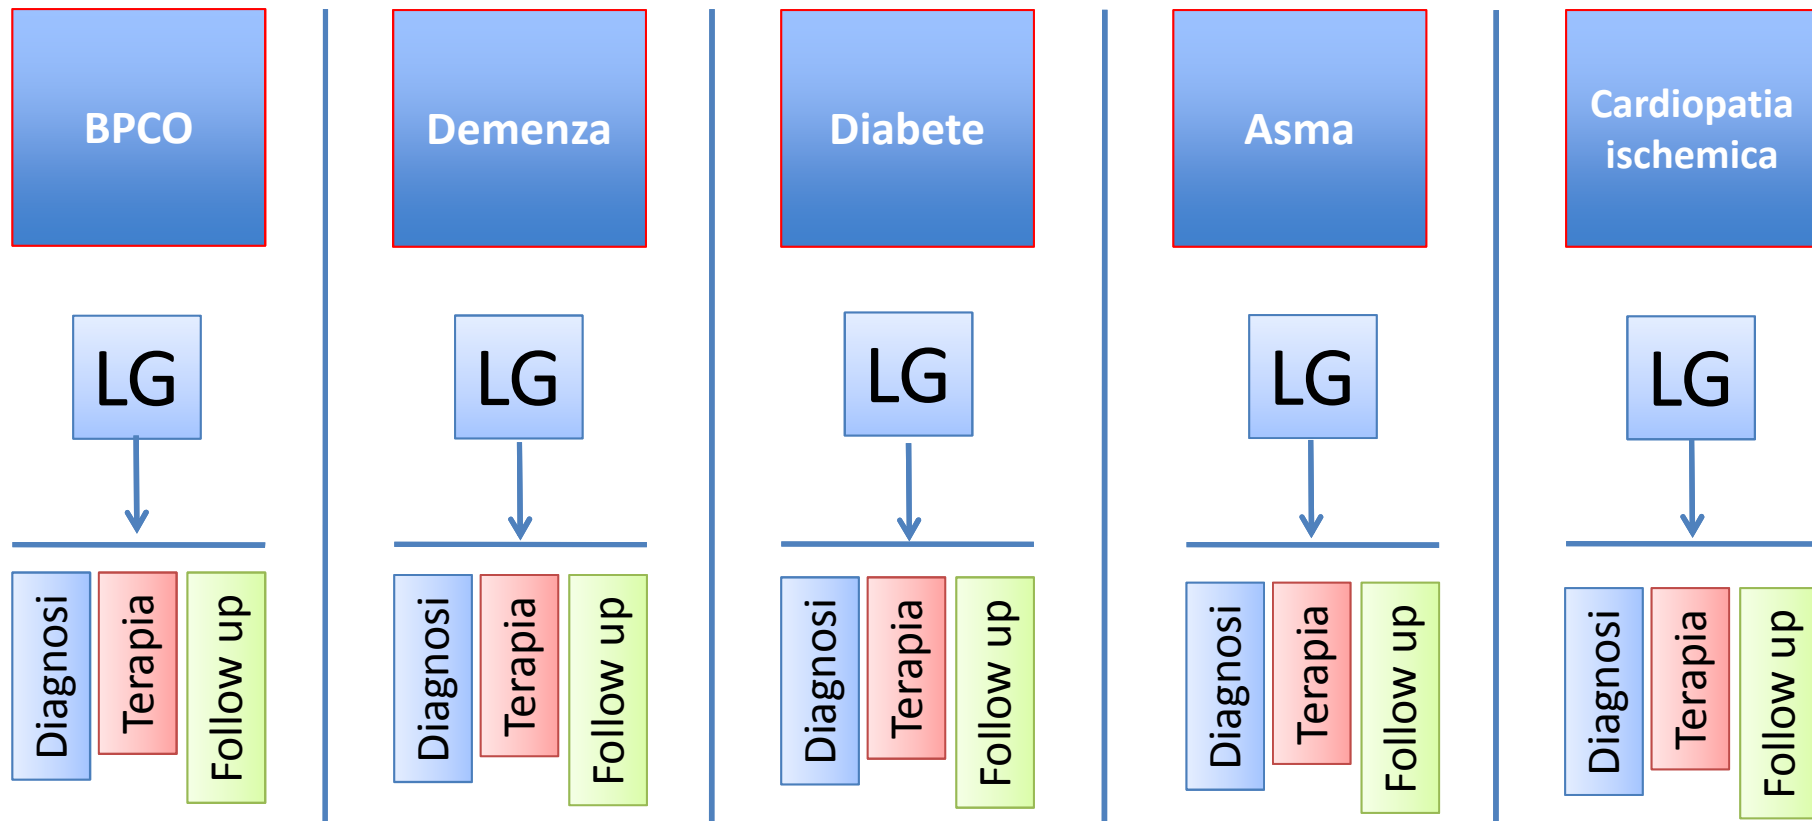 BPCO
Demenza
Diabete
Asma
Cardiopatia
ischemica
LG
LG
LG
LG
LG
Diagnosi
Terapia
Follow up
Diagnosi
Terapia
Follow up
Diagnosi
Terapia
Follow up
Diagnosi
Terapia
Follow up
Diagnosi
Terapia
Follow up